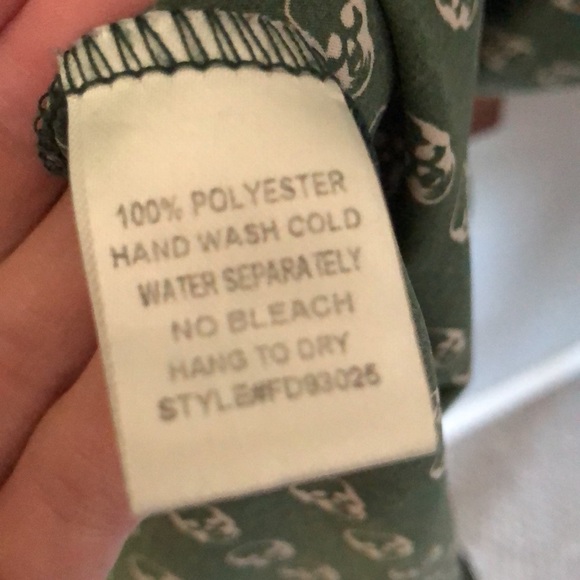 100% POLYESTER
HAND WASH COLD
WATER SEPARATELY
NO BLEACH
HANG TO DRY
STYLE#FD93025